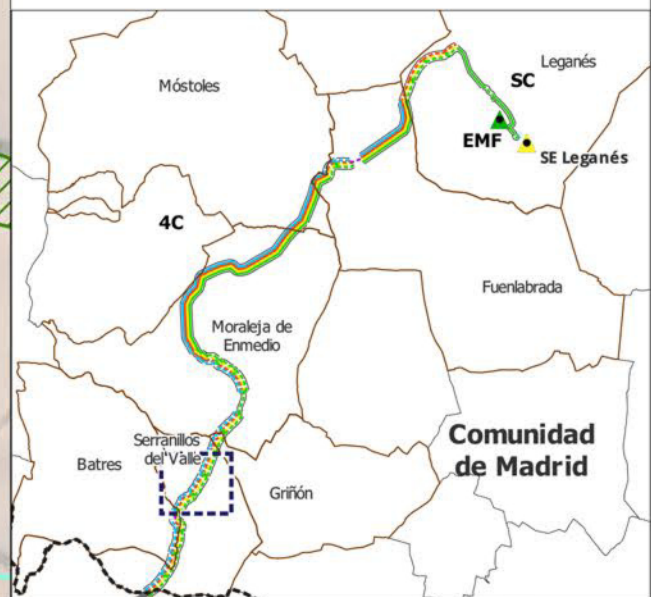 Leganés
SC
Móstoles
EMF
SE Leganés
4C
Fuenlabrada
Moraleja de
Enmedio
Comunidad
de Madrid
Serranillos
del Valle
Batres
Griñón